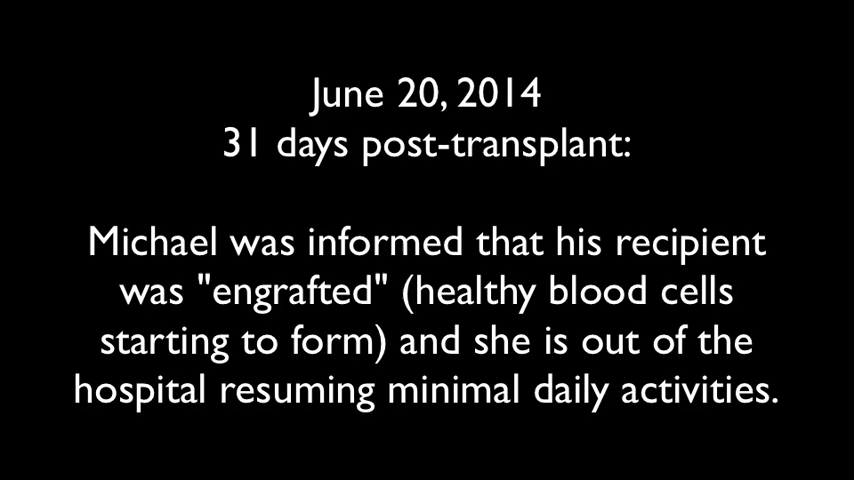 June 20, 2014
31 days post-transplant:
Michael was informed that his recipient
was "engrafted" (healthy blood cells
starting to form) and she is out of the
hospital resuming minimal daily activities.